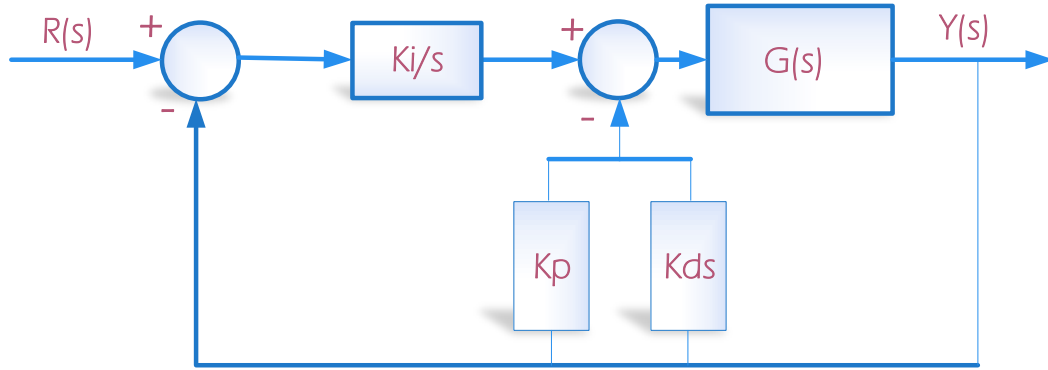 R(s)
+
-
Ki/s
+
-
G(s)
Y(s)
Kp
Kds